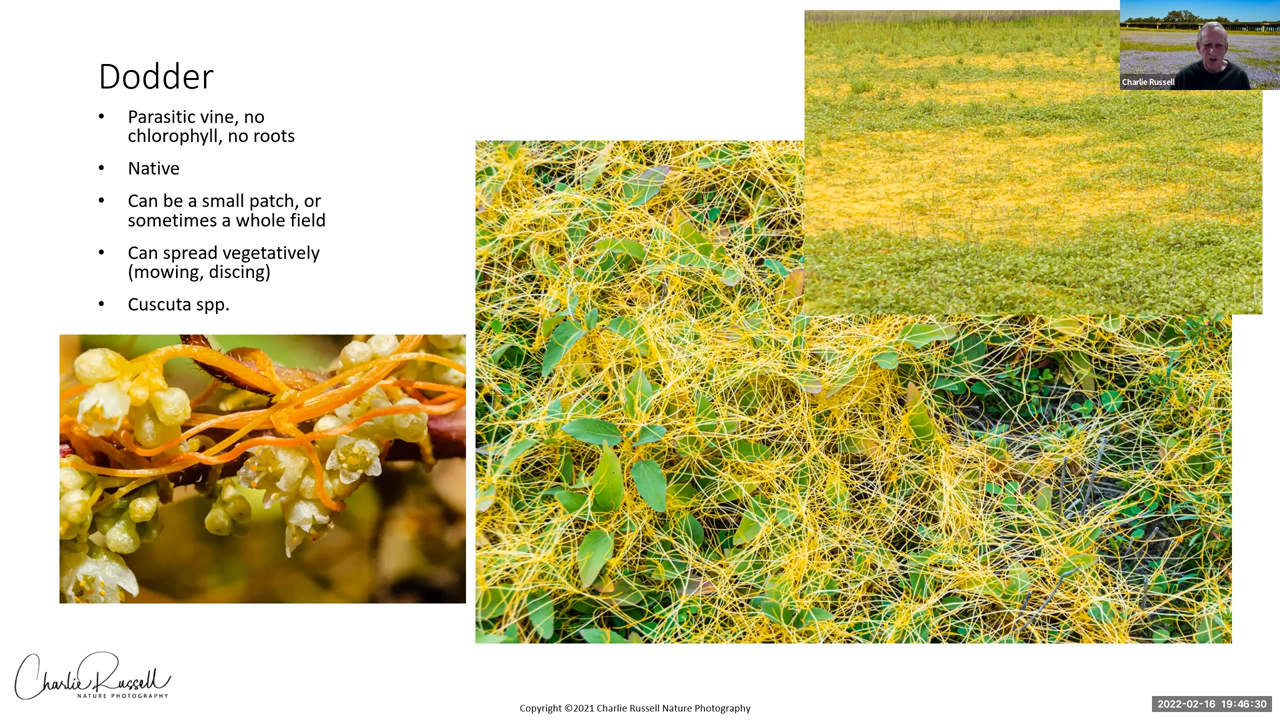 Dodder
• Parasitic vine, no
chlorophyll, no roots
• Native
• Can be a small patch, or
sometimes a whole field
• Can spread vegetatively
(mowing, discing)
• Cuscuta spp.
Charlie Russell
Charlie Russell
NATURE PHOTOGRAPHY
Copyright ©2021 Charlie Russell Nature Photography
2022-02-16 19:46:30